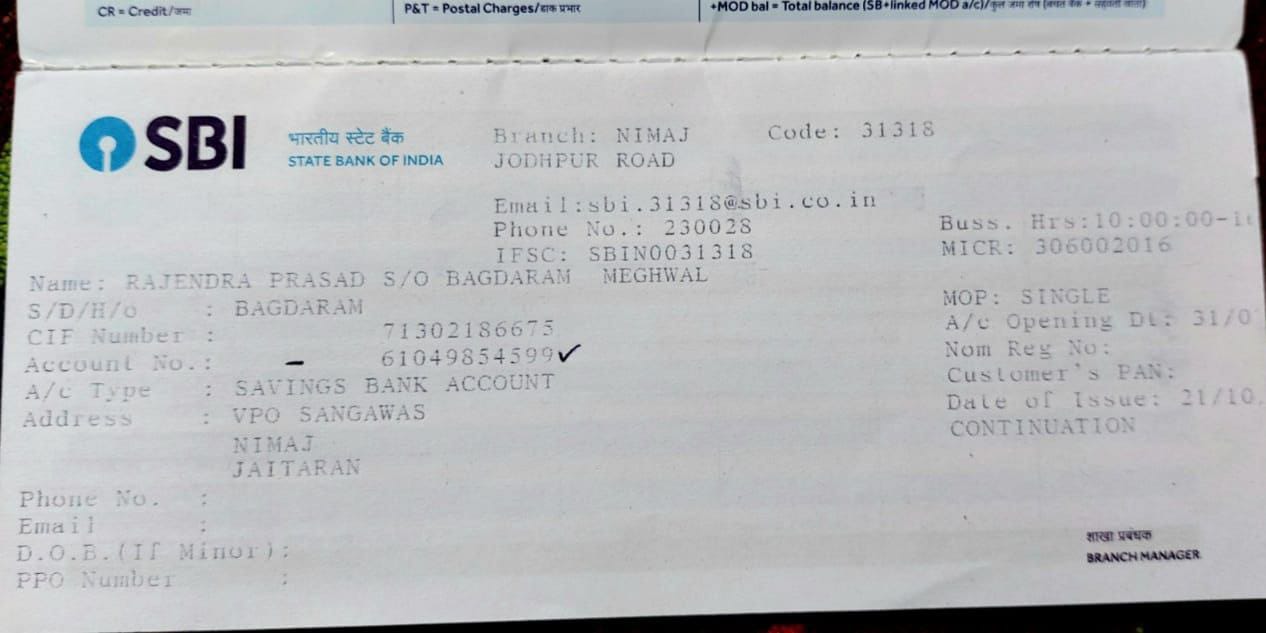 CR = Credit/जमा
P&T = Postal Charges/डाक प्रभार
+MOD bal = Total balance (SB+linked MOD a/c)/कुल जमा शेष (बचत बैंक + सहवर्ती खाता)
SBI भारतीय स्टेट बैंक
STATE BANK OF INDIA
Branch: NIMAJ Code: 31318
JODHPUR ROAD
Email:sbi.31318@sbi.co.in
Phone No.: 230028 Buss. Hrs:10:00:00-1
IFSC: SBIN0031318 MICR: 306002016
Name: RAJENDRA PRASAD S/O BAGDARAM MEGHWAL
S/D/H/o : BAGDARAM MOP: SINGLE
CIF Number : 71302186675 A/c Opening Dt: 31/0
Account No.: – 61049854599✓ Nom Reg No:
A/c Type : SAVINGS BANK ACCOUNT Customer's PAN:
Address : VPO SANGAWAS Date of Issue: 21/10
NIMAJ CONTINUATION
JAITARAN
Phone No. :
Email :
D.O.B.(If Minor):
PPO Number :
शाखा प्रबंधक
BRANCH MANAGER